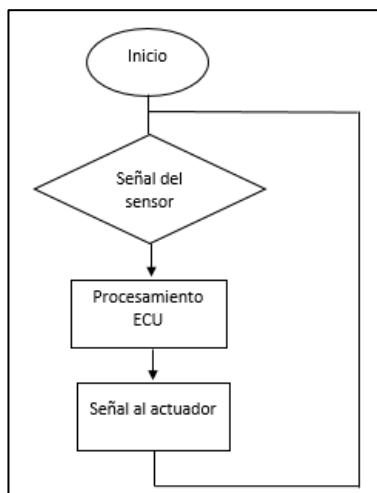 Inicio
Señal del
sensor
Procesamiento
ECU
Señal al actuador